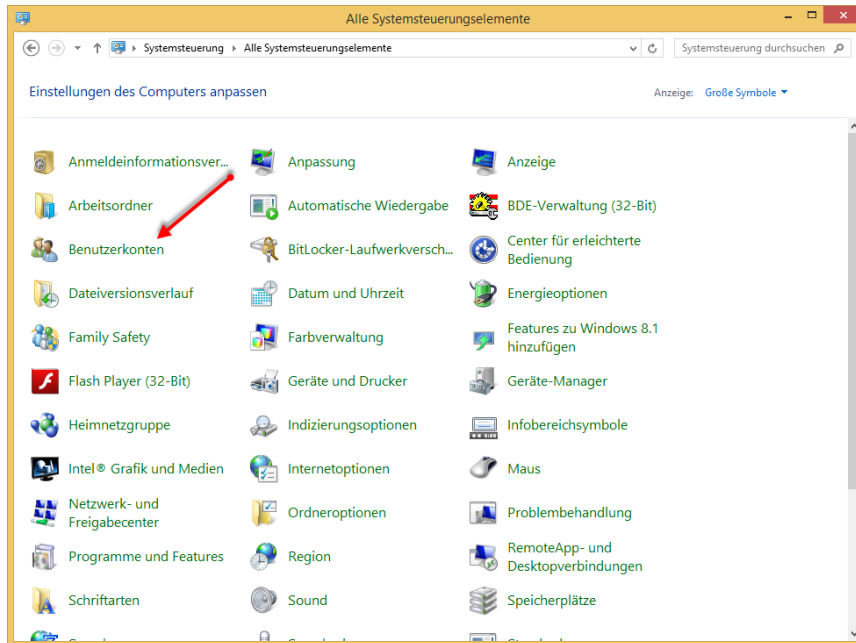 Alle Systemsteuerungselemente
Systemsteuerung Alle Systemsteuerungselemente
Systemsteuerung durchsuchen
Einstellungen des Computers anpassen
Anzeige: Große Symbole
Anmeldeinformationsver... Anpassung Anzeige
Arbeitsordner Automatische Wiedergabe BDE-Verwaltung (32-Bit)
Benutzerkonten BitLocker-Laufwerkversch... Center für erleichterte
Bedienung
Dateiversionsverlauf Datum und Uhrzeit Energieoptionen
Family Safety Farbverwaltung Features zu Windows 8.1
hinzufügen
Flash Player (32-Bit) Geräte und Drucker Geräte-Manager
Heimnetzgruppe Indizierungsoptionen Infobereichsymbole
Intel® Grafik und Medien Internetoptionen Maus
Netzwerk- und
Freigabecenter Ordneroptionen Problembehandlung
Programme und Features Region RemoteApp- und
Desktopverbindungen
Schriftarten Sound Speicherplätze